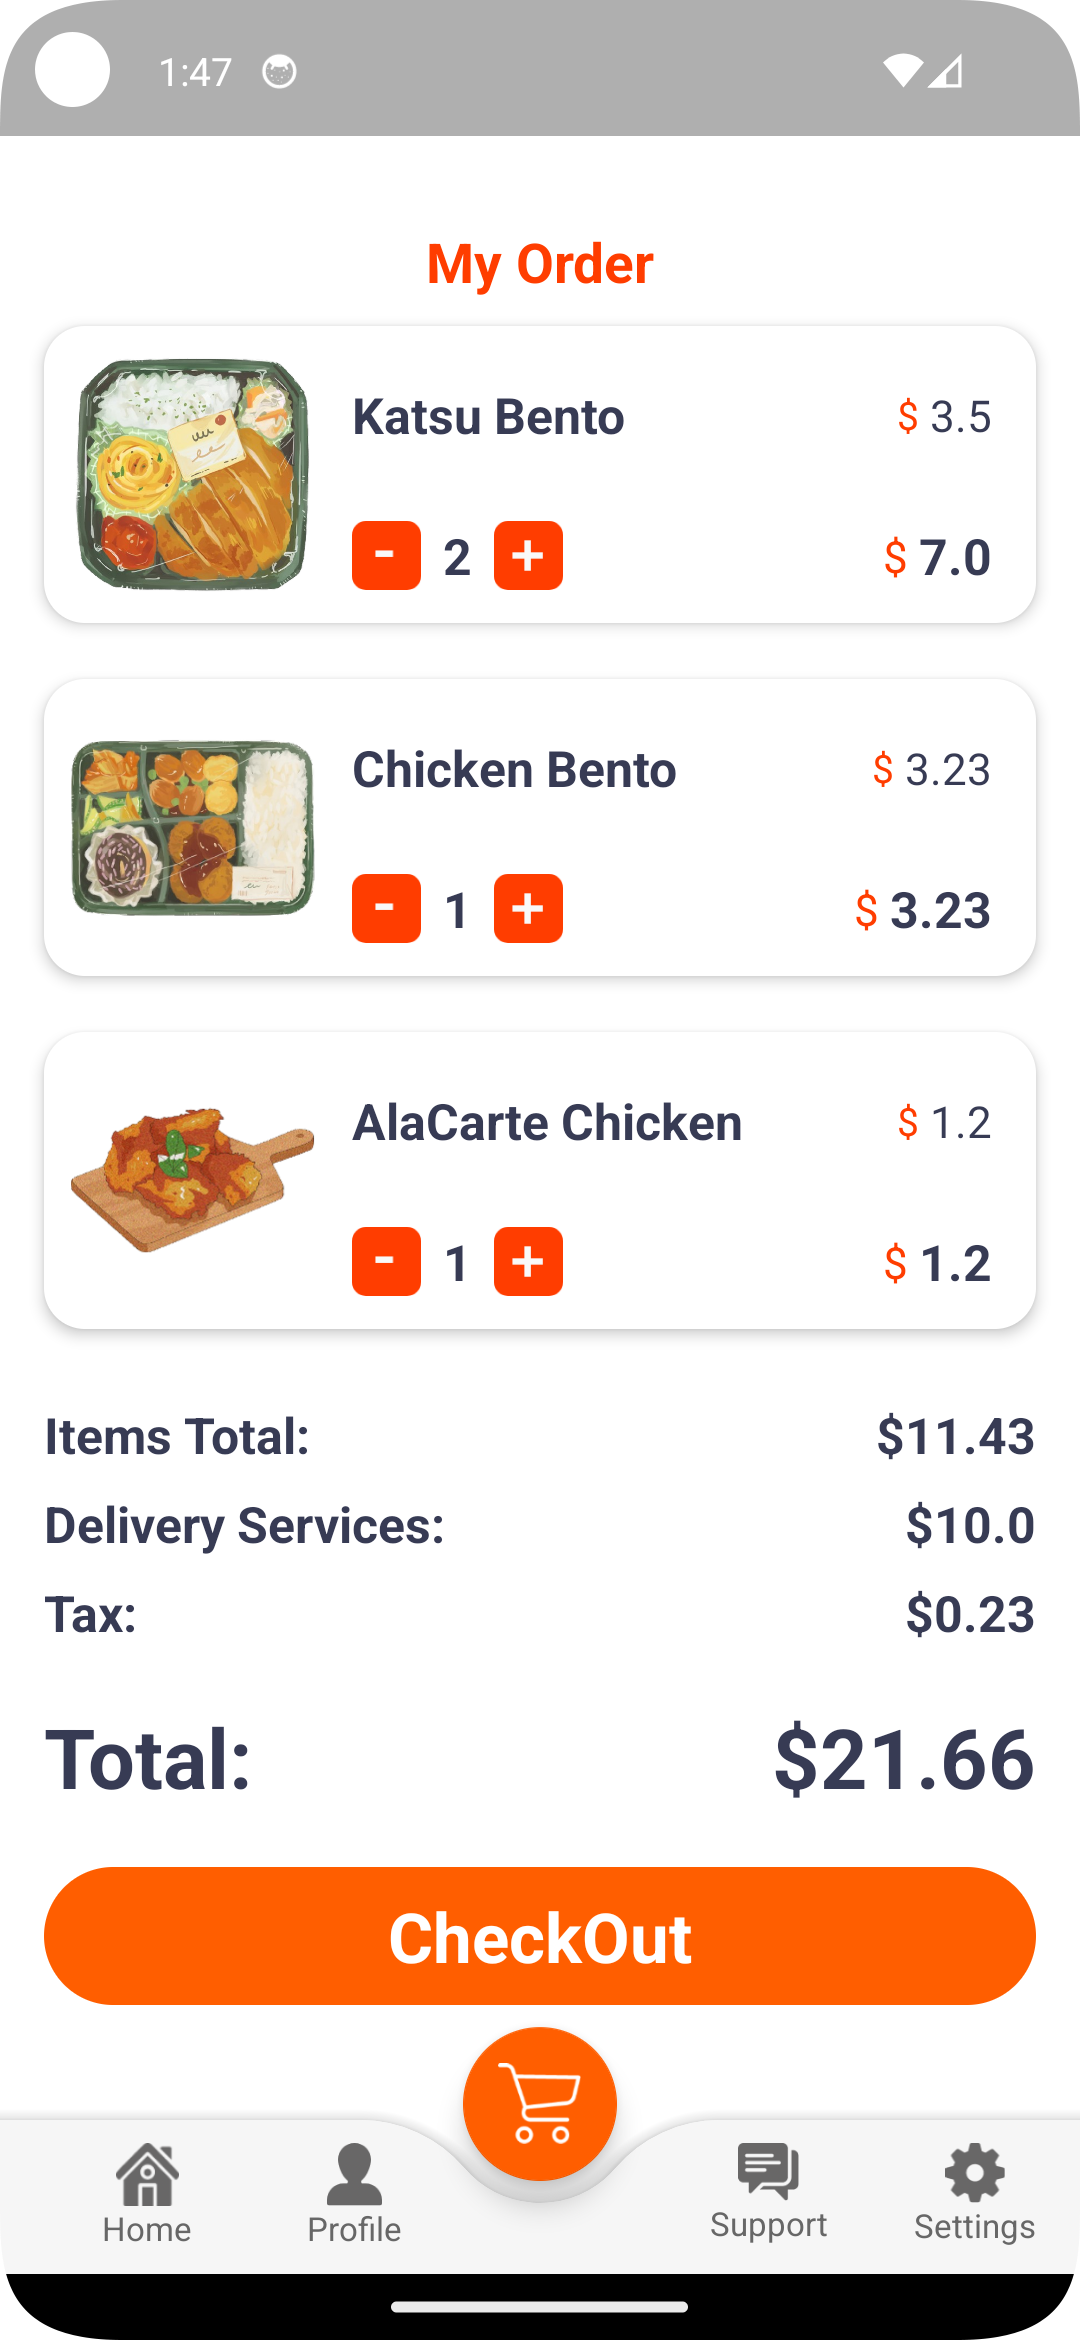 1:47
My Order
Katsu Bento $ 3.5
- 2 + $ 7.0
Chicken Bento $ 3.23
- 1 + $ 3.23
AlaCarte Chicken $ 1.2
- 1 + $ 1.2
Items Total: $11.43
Delivery Services: $10.0
Tax: $0.23
Total: $21.66
CheckOut
Home Profile Support Settings